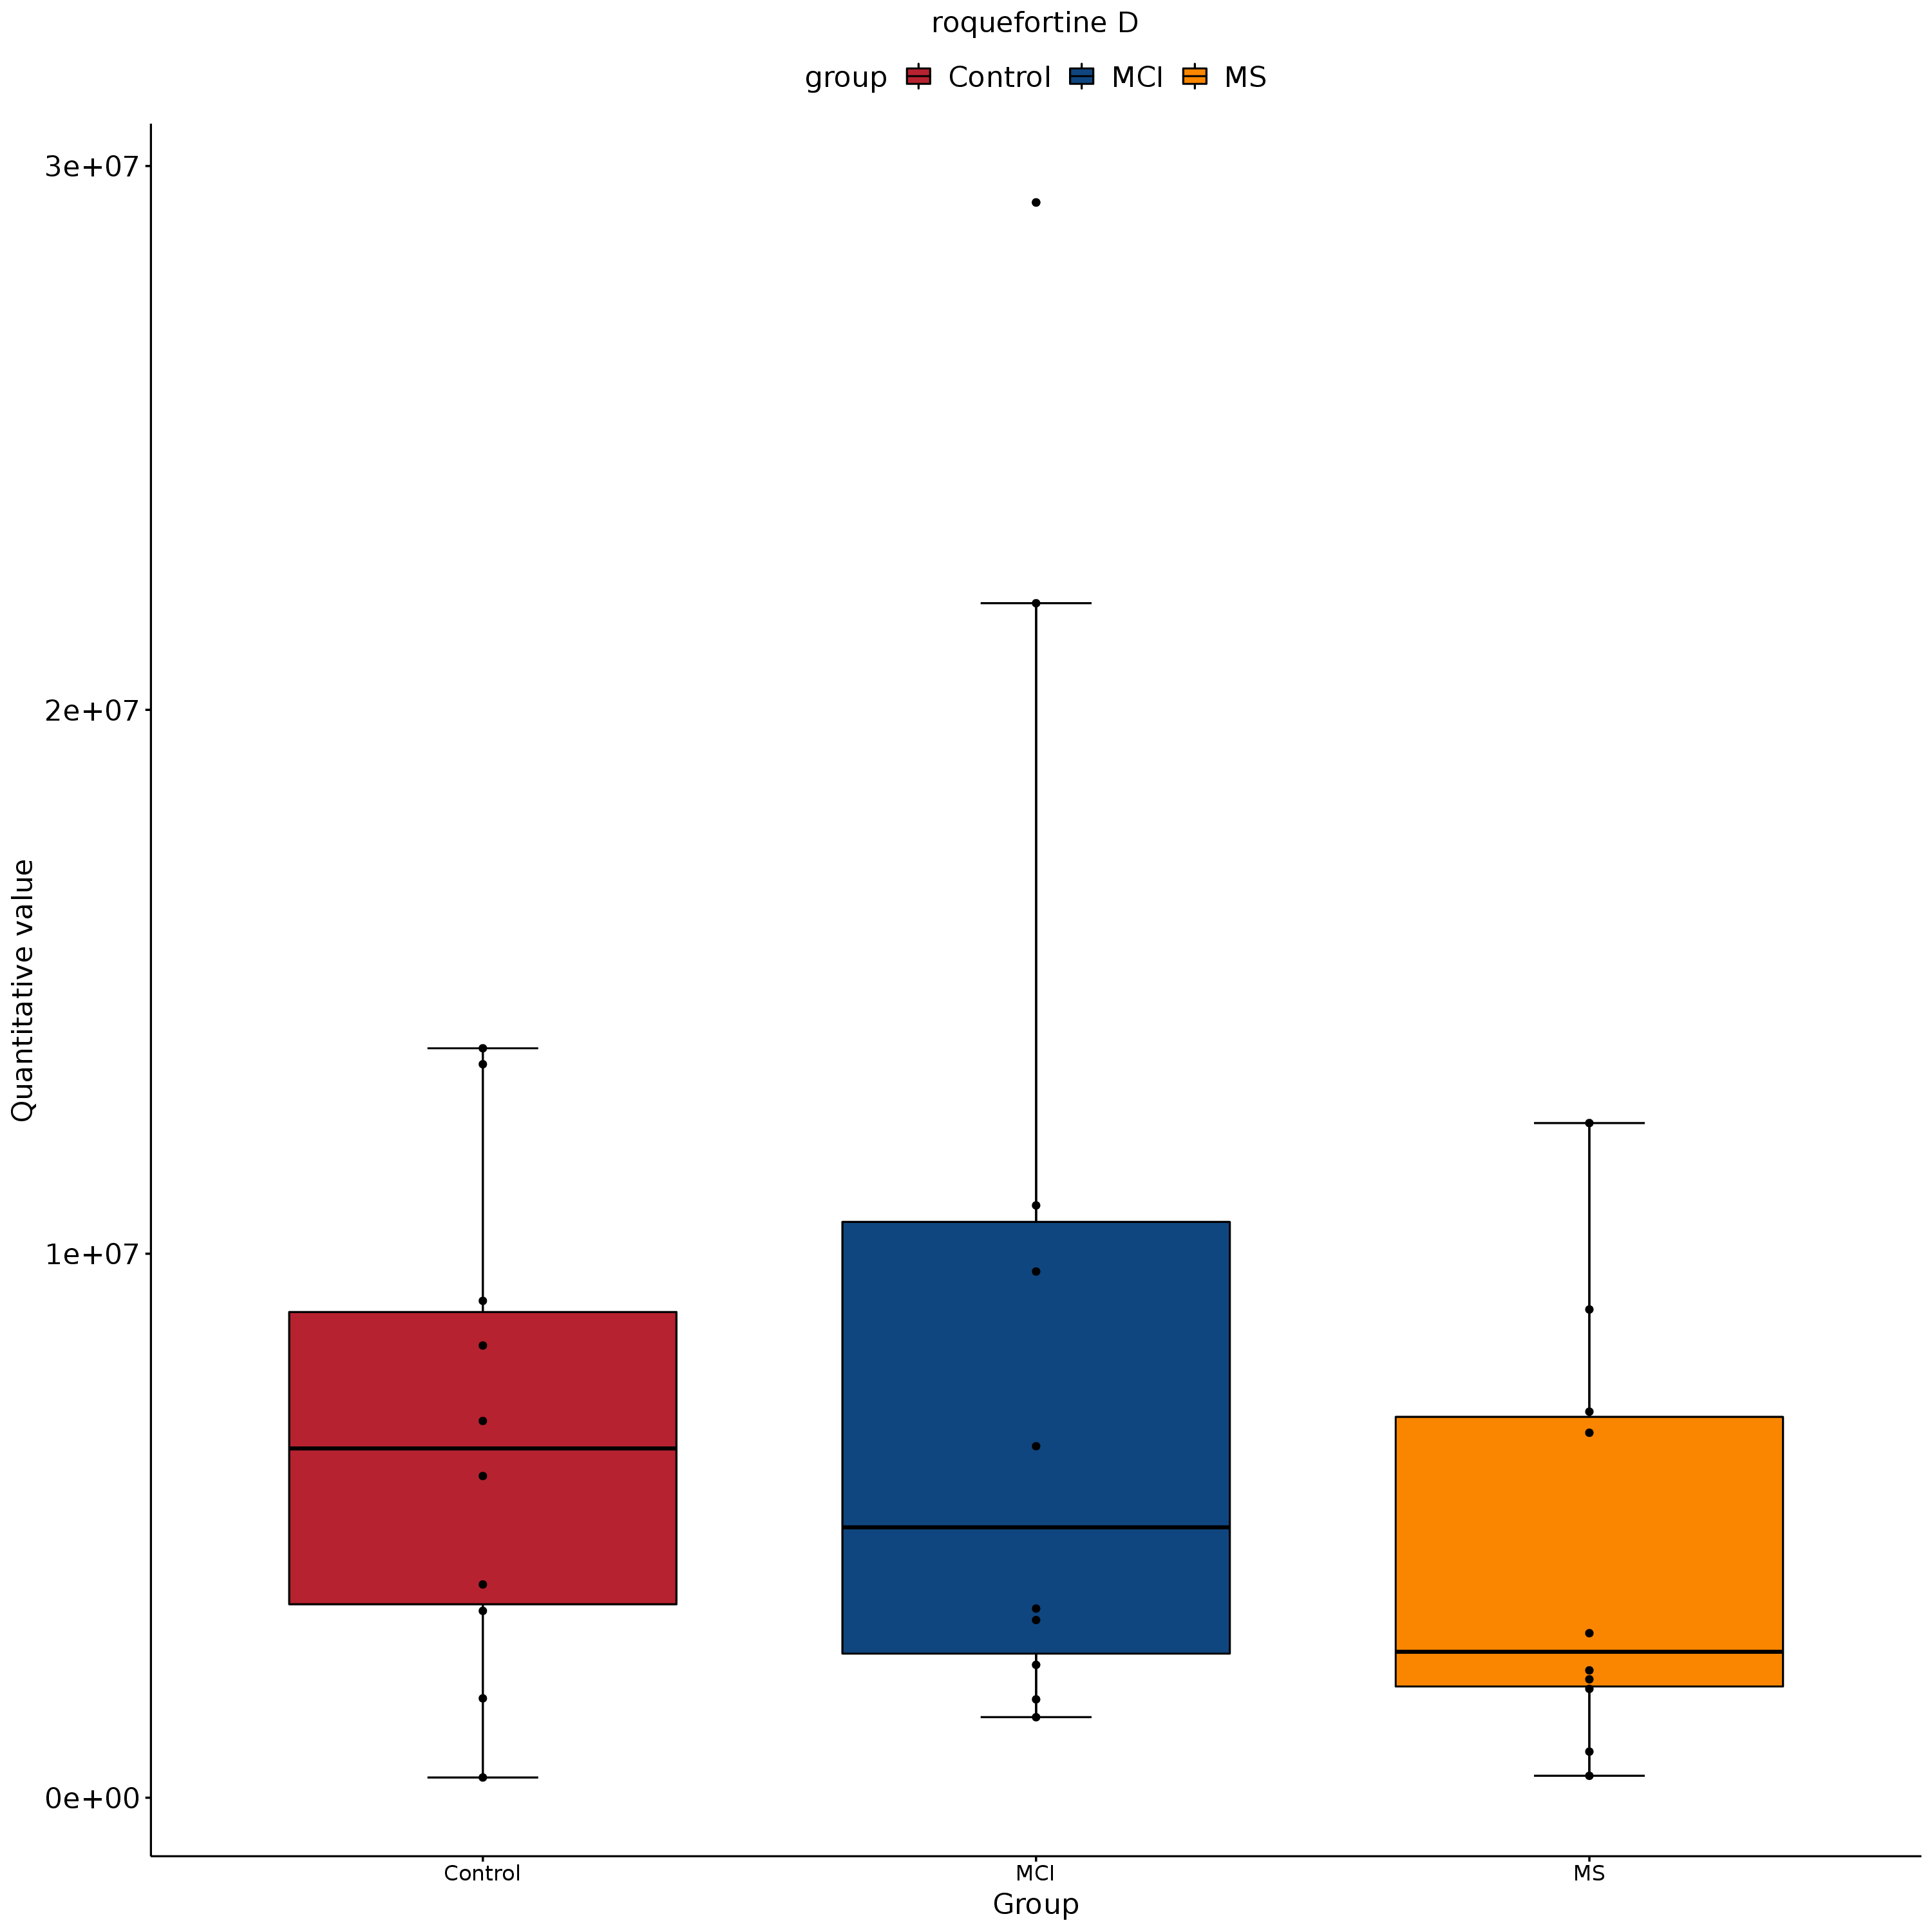 roquefortine D
group Control MCI MS
3e+07
2e+07
1e+07
0e+00
Quantitative value
Control MCI MS
Group